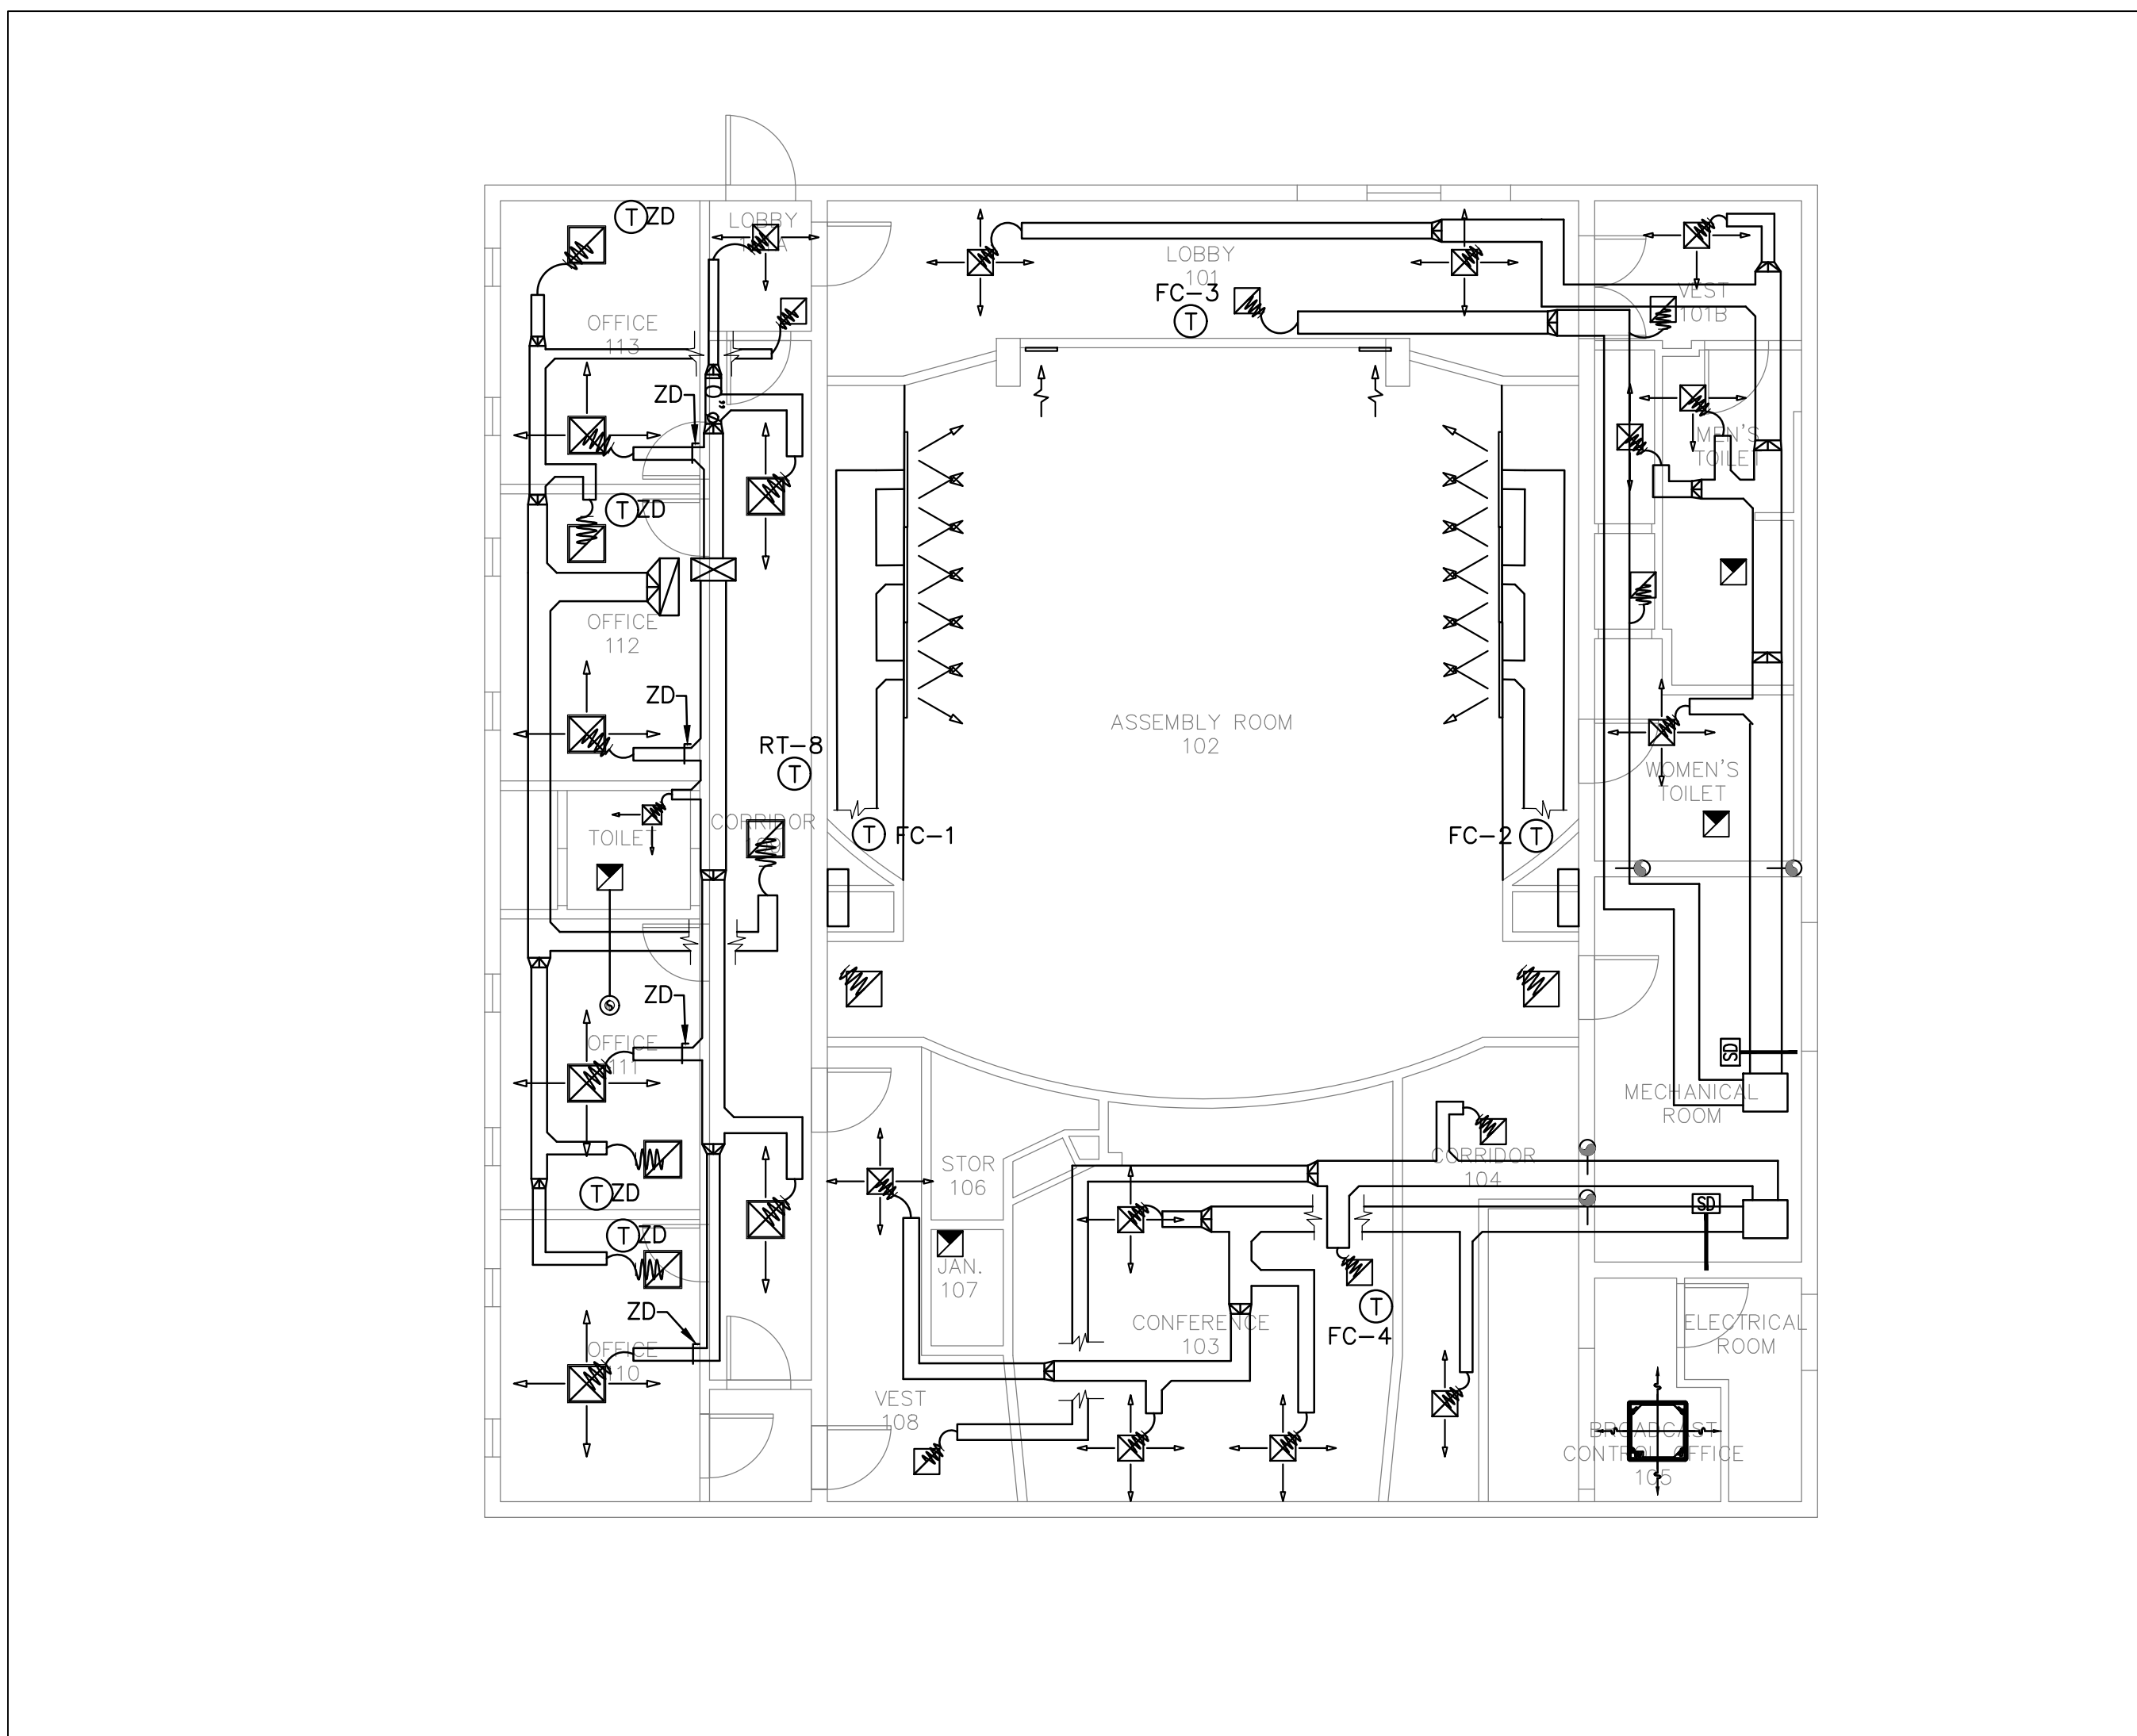 T ZD
LOBBY
LOBBY
101
FC-3
T
VEST
101B
OFFICE
113
ZD
MEN'S
TOILET
T ZD
OFFICE
112
ZD
RT-8
T
ASSEMBLY ROOM
102
WOMEN'S
TOILET
TOILET
CORRIDOR
T FC-1
FC-2 T
ZD
OFFICE
111
SD
MECHANICAL
ROOM
T ZD
STOR
106
CORRIDOR
104
SD
T ZD
JAN.
107
ZD
CONFERENCE
103
T
FC-4
ELECTRICAL
ROOM
OFFICE
110
VEST
108
BROADCAST
CONTROL OFFICE
105